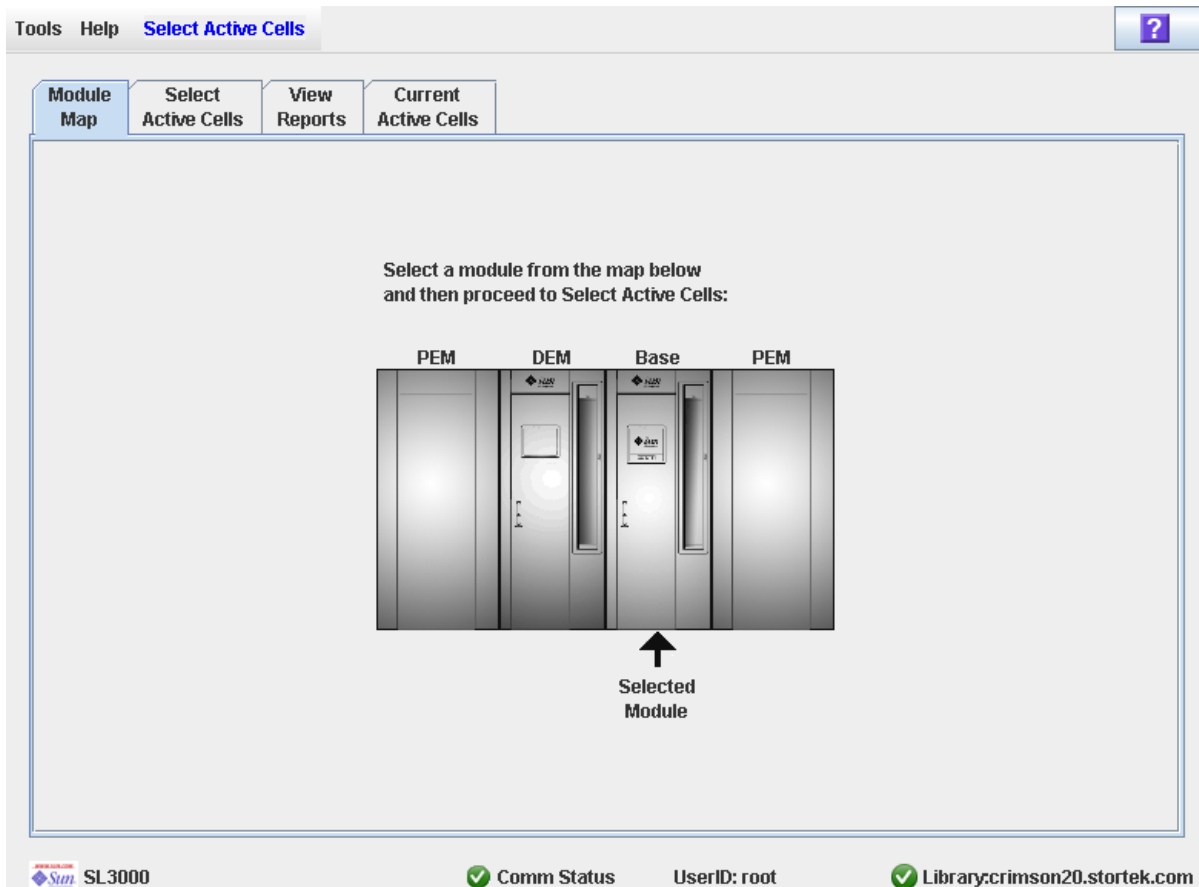 Tools Help Select Active Cells ?
Module Map
Select Active Cells
View Reports
Current Active Cells
Select a module from the map below
and then proceed to Select Active Cells:
PEM DEM Base PEM
Sun
Selected
Module
Sun SL3000 Comm Status UserID: root Library:crimson20.stortek.com